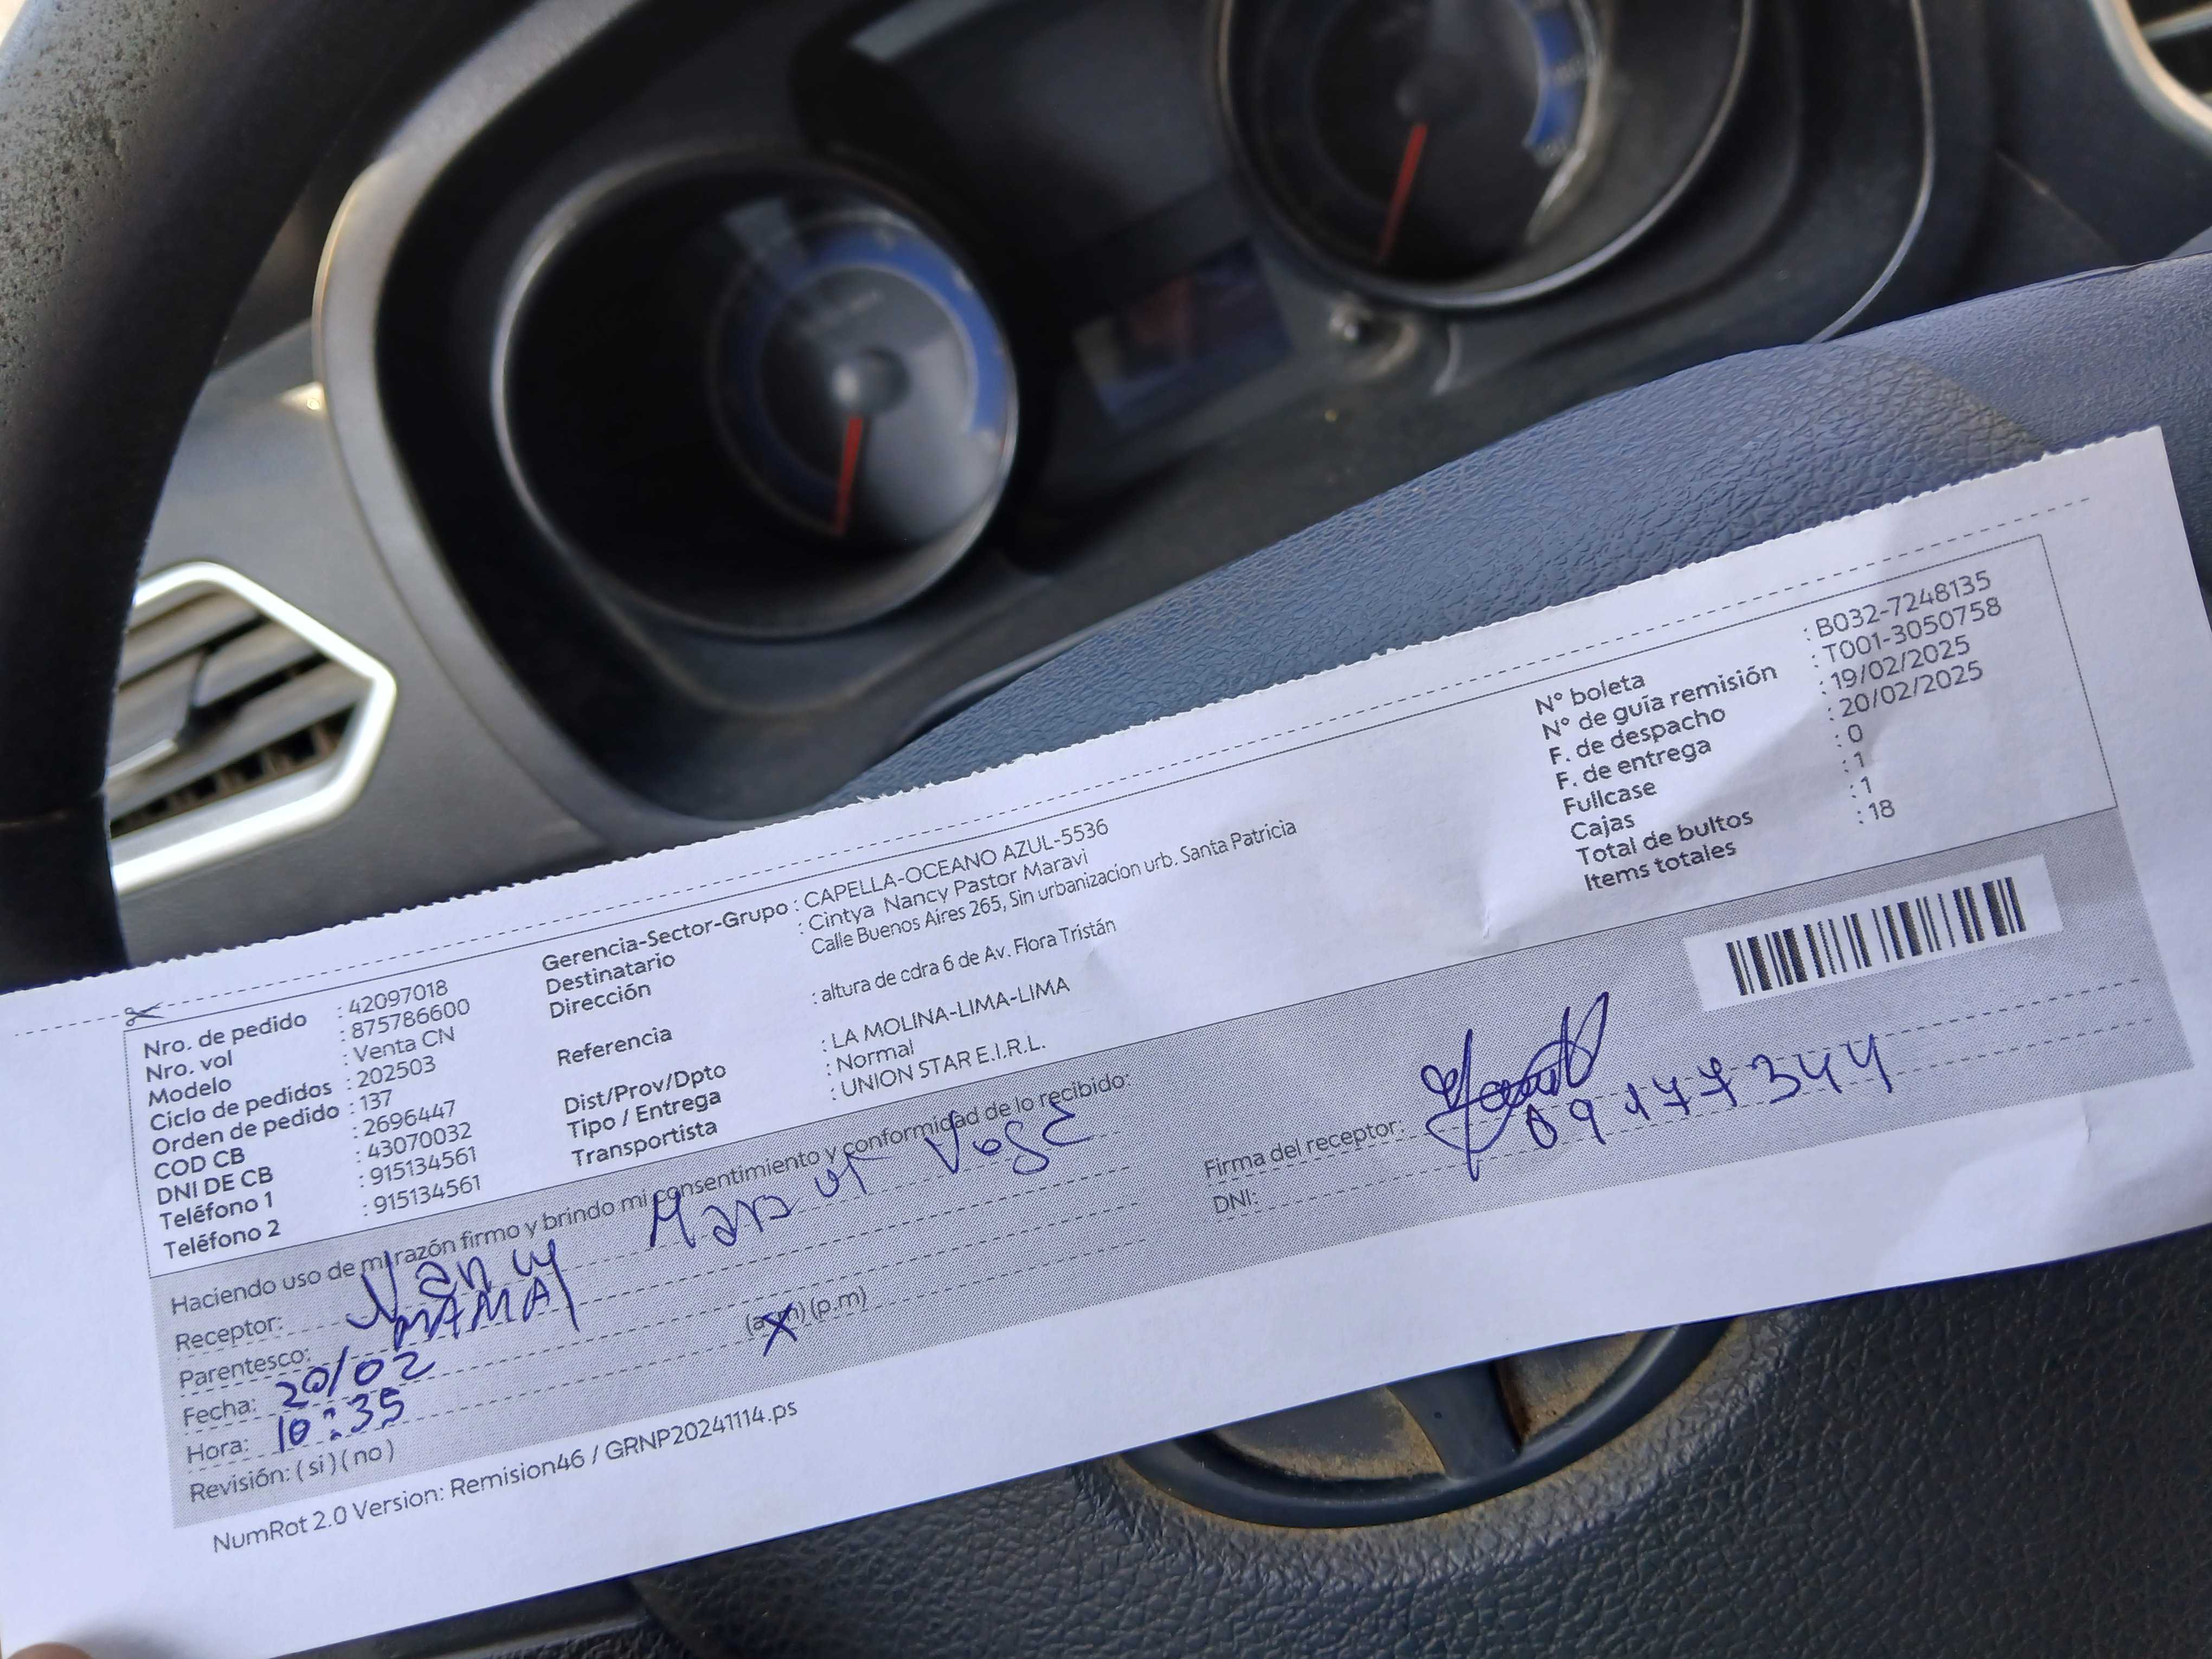 Nro. de pedido : 42097018
Nro. vol : 875786600
Modelo : Venta CN
Ciclo de pedidos : 202503
Orden de pedido : 137
COD CB : 2696447
DNI DE CB : 43070032
Teléfono 1 : 915134561
Teléfono 2 : 915134561
Gerencia-Sector-Grupo : CAPELLA-OCEANO AZUL-5536
Destinatario : Cintya Nancy Pastor Maravi
Dirección Calle Buenos Aires 265, Sin urbanizacion urb. Santa Patricia
Referencia : altura de cdra 6 de Av. Flora Tristán
Dist/Prov/Dpto : LA MOLINA-LIMA-LIMA
Tipo / Entrega : Normal
Transportista : UNION STAR E.I.R.L.
N° boleta : B032-7248135
N° de guía remisión : T001-3050758
F. de despacho : 19/02/2025
F. de entrega : 20/02/2025
Fullcase : 0
Cajas : 1
Total de bultos : 1
Items totales : 18
Haciendo uso de mi razón firmo y brindo mi consentimiento y conformidad de lo recibido:
Receptor: Nancy
Parentesco: MAMA
Fecha: 20/02
Hora: 10:35 (a.m) (p.m)
Revisión: ( si ) ( no )
Firma del receptor:
DNI: 09177344
NumRot 2.0 Version: Remision46 / GRNP20241114.ps